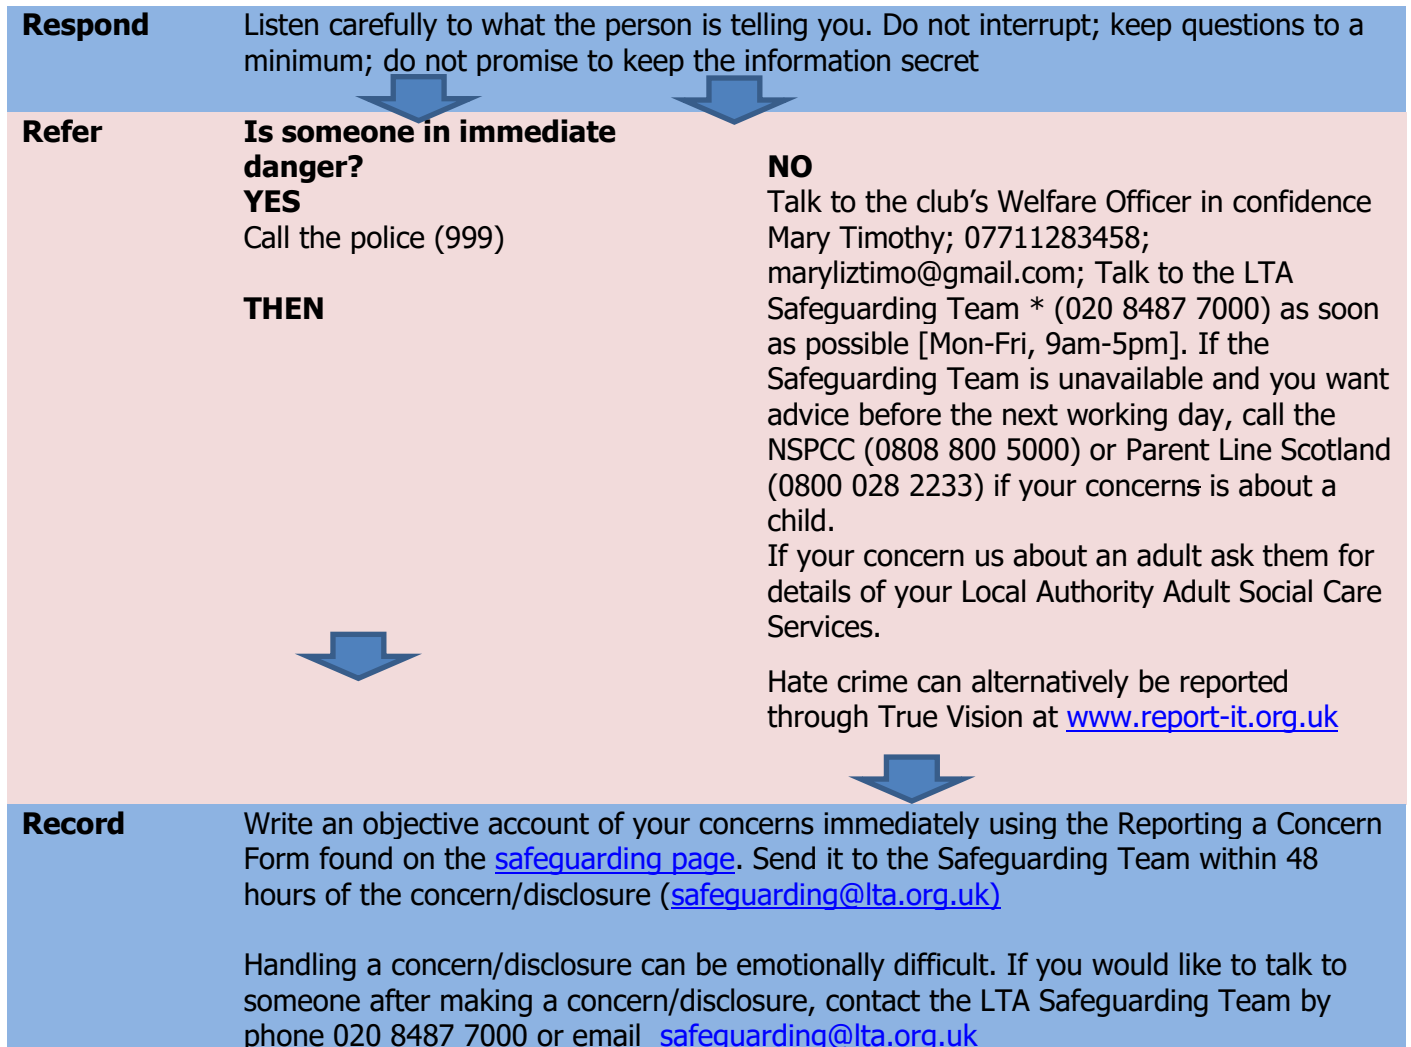 Respond
Listen carefully to what the person is telling you. Do not interrupt; keep questions to a
minimum; do not promise to keep the information secret
Refer
Is someone in immediate
danger?
YES
Call the police (999)
THEN
NO
Talk to the club’s Welfare Officer in confidence
Mary Timothy; 07711283458;
maryliztimo@gmail.com; Talk to the LTA
Safeguarding Team * (020 8487 7000) as soon
as possible [Mon-Fri, 9am-5pm]. If the
Safeguarding Team is unavailable and you want
advice before the next working day, call the
NSPCC (0808 800 5000) or Parent Line Scotland
(0800 028 2233) if your concerns is about a
child.
If your concern us about an adult ask them for
details of your Local Authority Adult Social Care
Services.
Hate crime can alternatively be reported
through True Vision at www.report-it.org.uk
Record
Write an objective account of your concerns immediately using the Reporting a Concern
Form found on the safeguarding page. Send it to the Safeguarding Team within 48
hours of the concern/disclosure (safeguarding@lta.org.uk)
Handling a concern/disclosure can be emotionally difficult. If you would like to talk to
someone after making a concern/disclosure, contact the LTA Safeguarding Team by
phone 020 8487 7000 or email safeguarding@lta.org.uk